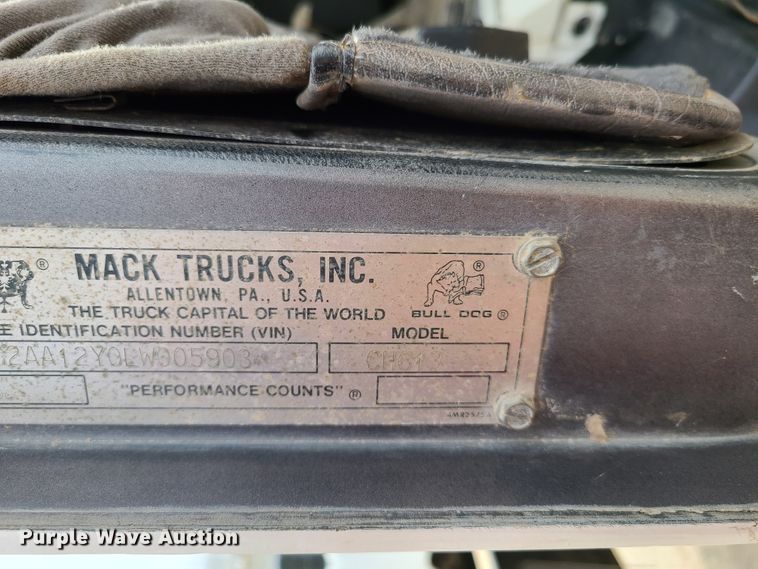 ® MACK TRUCKS, INC. ®
ALLENTOWN, PA., U.S.A.
THE TRUCK CAPITAL OF THE WORLD BULL DOG ®
E IDENTIFICATION NUMBER (VIN) MODEL
2AA12Y0LW005903
"PERFORMANCE COUNTS" ®
Purple Wave Auction